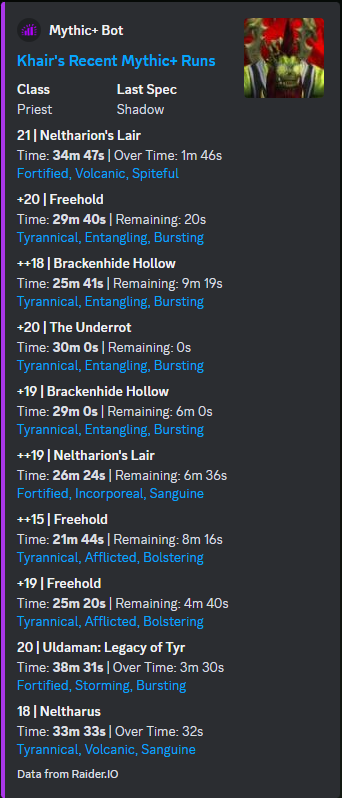 Mythic+ Bot
Khair's Recent Mythic+ Runs
Class Last Spec
Priest Shadow
21 | Neltharion's Lair
Time: 34m 47s | Over Time: 1m 46s
Fortified, Volcanic, Spiteful
+20 | Freehold
Time: 29m 40s | Remaining: 20s
Tyrannical, Entangling, Bursting
++18 | Brackenhide Hollow
Time: 25m 41s | Remaining: 9m 19s
Tyrannical, Entangling, Bursting
+20 | The Underrot
Time: 30m 0s | Remaining: 0s
Tyrannical, Entangling, Bursting
+19 | Brackenhide Hollow
Time: 29m 0s | Remaining: 6m 0s
Tyrannical, Entangling, Bursting
++19 | Neltharion's Lair
Time: 26m 24s | Remaining: 6m 36s
Fortified, Incorporeal, Sanguine
++15 | Freehold
Time: 21m 44s | Remaining: 8m 16s
Tyrannical, Afflicted, Bolstering
+19 | Freehold
Time: 25m 20s | Remaining: 4m 40s
Tyrannical, Afflicted, Bolstering
20 | Uldaman: Legacy of Tyr
Time: 38m 31s | Over Time: 3m 30s
Fortified, Storming, Bursting
18 | Neltharus
Time: 33m 33s | Over Time: 32s
Tyrannical, Volcanic, Sanguine
Data from Raider.IO